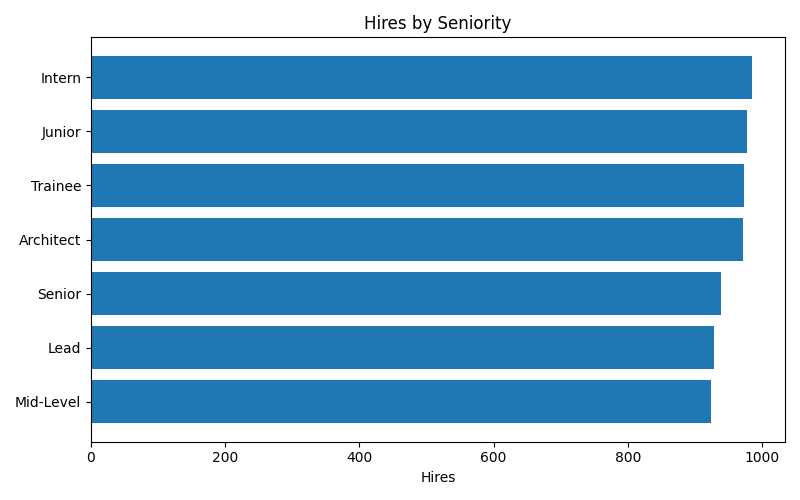 Hires by Seniority
Intern
Junior
Trainee
Architect
Senior
Lead
Mid-Level
0 200 400 600 800 1000
Hires